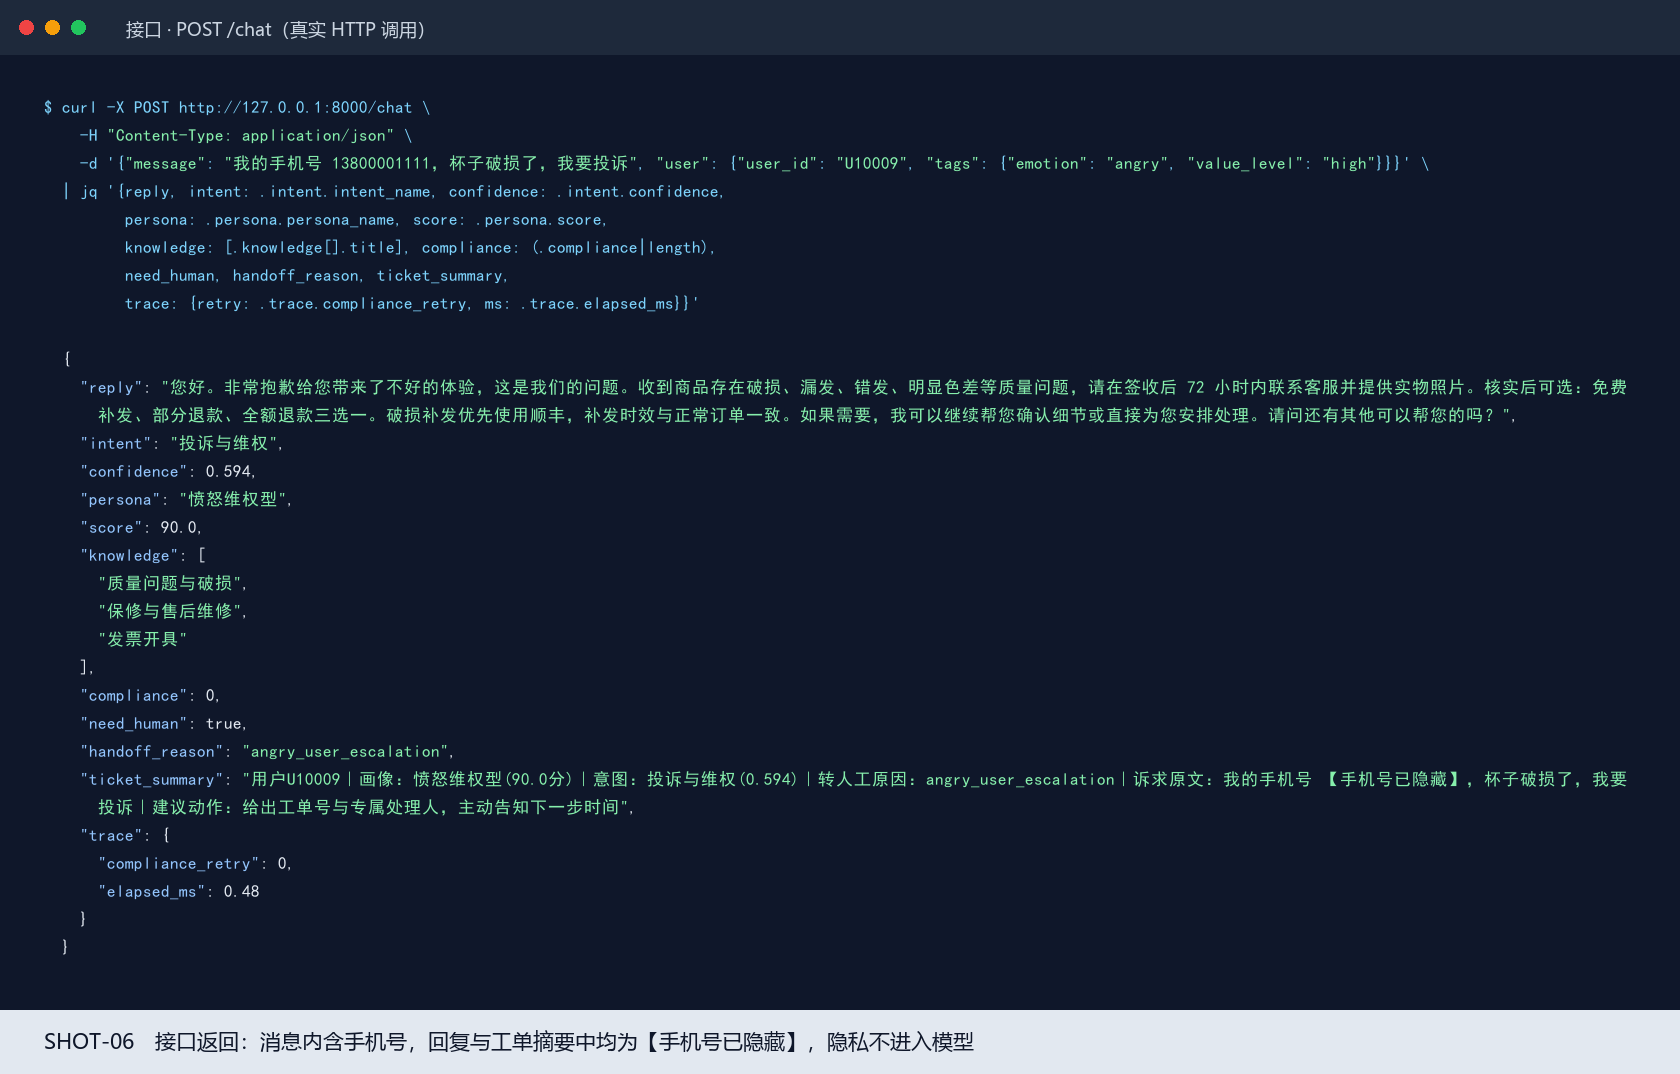 接口 · POST /chat（真实 HTTP 调用）
$ curl -X POST http://127.0.0.1:8000/chat \
-H "Content-Type: application/json" \
-d '{"message": "我的手机号 13800001111，杯子破损了，我要投诉", "user": {"user_id": "U10009", "tags": {"emotion": "angry", "value_level": "high"}}}' \
| jq '{reply, intent: .intent.intent_name, confidence: .intent.confidence,
persona: .persona.persona_name, score: .persona.score,
knowledge: [.knowledge[].title], compliance: (.compliance|length),
need_human, handoff_reason, ticket_summary,
trace: {retry: .trace.compliance_retry, ms: .trace.elapsed_ms}}'
{
"reply": "您好。非常抱歉给您带来了不好的体验，这是我们的问题。收到商品存在破损、漏发、错发、明显色差等质量问题，请在签收后 72 小时内联系客服并提供实物照片。核实后可选：免费
补发、部分退款、全额退款三选一。破损补发优先使用顺丰，补发时效与正常订单一致。如果需要，我可以继续帮您确认细节或直接为您安排处理。请问还有其他可以帮您的吗？",
"intent": "投诉与维权",
"confidence": 0.594,
"persona": "愤怒维权型",
"score": 90.0,
"knowledge": [
"质量问题与破损",
"保修与售后维修",
"发票开具"
],
"compliance": 0,
"need_human": true,
"handoff_reason": "angry_user_escalation",
"ticket_summary": "用户U10009｜画像：愤怒维权型(90.0分)｜意图：投诉与维权(0.594)｜转人工原因：angry_user_escalation｜诉求原文：我的手机号 【手机号已隐藏】，杯子破损了，我要
投诉｜建议动作：给出工单号与专属处理人，主动告知下一步时间",
"trace": {
"compliance_retry": 0,
"elapsed_ms": 0.48
}
}
SHOT-06 接口返回：消息内含手机号，回复与工单摘要中均为【手机号已隐藏】，隐私不进入模型